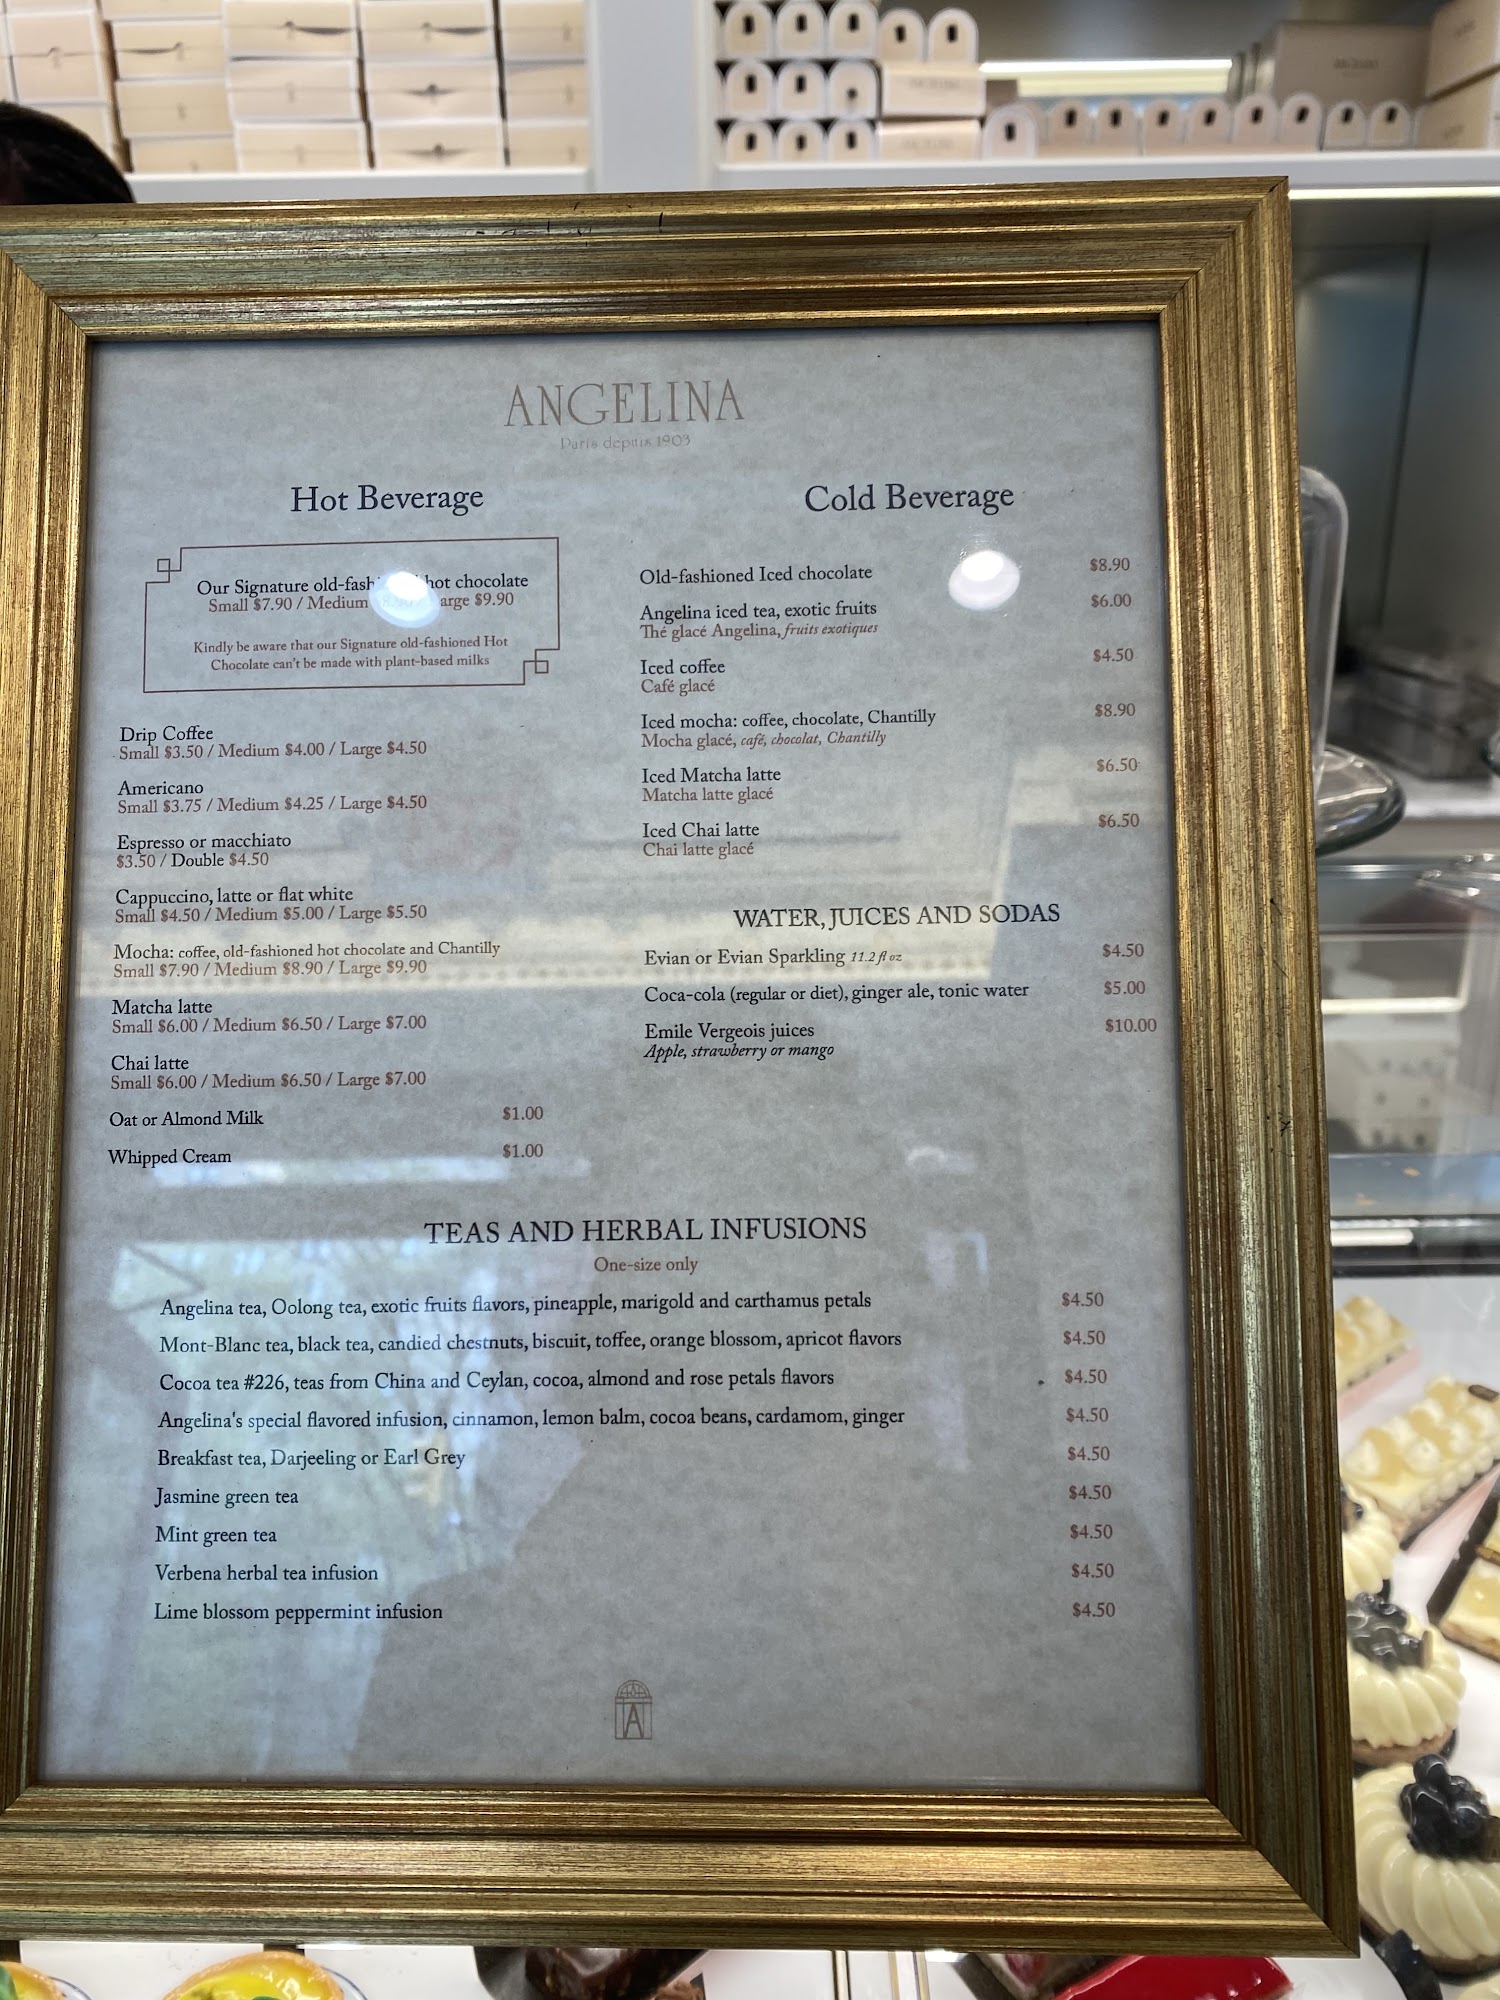 ANGELINA
Paris depuis 1903
Hot Beverage
Our Signature old-fash hot chocolate
Small $7.90 / Medium arge $9.90
Kindly be aware that our Signature old-fashioned Hot
Chocolate can't be made with plant-based milks
Drip Coffee
Small $3.50 / Medium $4.00 / Large $4.50
Americano
Small $3.75 / Medium $4.25 / Large $4.50
Espresso or macchiato
$3.50 / Double $4.50
Cappuccino, latte or flat white
Small $4.50 / Medium $5.00 / Large $5.50
Mocha: coffee, old-fashioned hot chocolate and Chantilly
Small $7.90 / Medium $8.90 / Large $9.90
Matcha latte
Small $6.00 / Medium $6.50 / Large $7.00
Chai latte
Small $6.00 / Medium $6.50 / Large $7.00
Oat or Almond Milk $1.00
Whipped Cream $1.00
Cold Beverage
Old-fashioned Iced chocolate $8.90
Angelina iced tea, exotic fruits $6.00
Thé glacé Angelina, fruits exotiques
Iced coffee $4.50
Café glacé
Iced mocha: coffee, chocolate, Chantilly $8.90
Mocha glacé, café, chocolat, Chantilly
Iced Matcha latte $6.50
Matcha latte glacé
Iced Chai latte $6.50
Chai latte glacé
WATER, JUICES AND SODAS
Evian or Evian Sparkling 11.2 fl oz $4.50
Coca-cola (regular or diet), ginger ale, tonic water $5.00
Emile Vergeois juices $10.00
Apple, strawberry or mango
TEAS AND HERBAL INFUSIONS
One-size only
Angelina tea, Oolong tea, exotic fruits flavors, pineapple, marigold and carthamus petals $4.50
Mont-Blanc tea, black tea, candied chestnuts, biscuit, toffee, orange blossom, apricot flavors $4.50
Cocoa tea #226, teas from China and Ceylan, cocoa, almond and rose petals flavors $4.50
Angelina's special flavored infusion, cinnamon, lemon balm, cocoa beans, cardamom, ginger $4.50
Breakfast tea, Darjeeling or Earl Grey $4.50
Jasmine green tea $4.50
Mint green tea $4.50
Verbena herbal tea infusion $4.50
Lime blossom peppermint infusion $4.50
A